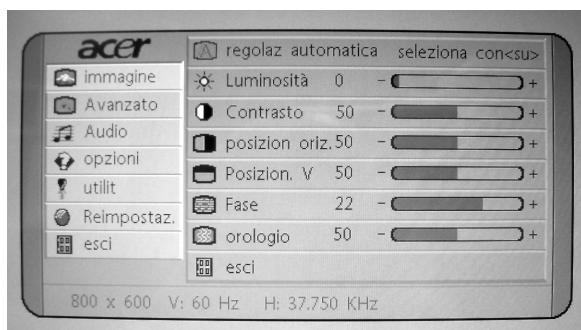 acer
immagine
Avanzato
Audio
opzioni
utilit
Reimpostaz.
esci
regolaz automatica seleziona con<su>
Luminosità 0 - +
Contrasto 50 - +
posizion oriz. 50 - +
Posizion. V 50 - +
Fase 22 - +
orologio 50 - +
esci
800 x 600 V: 60 Hz H: 37.750 KHz